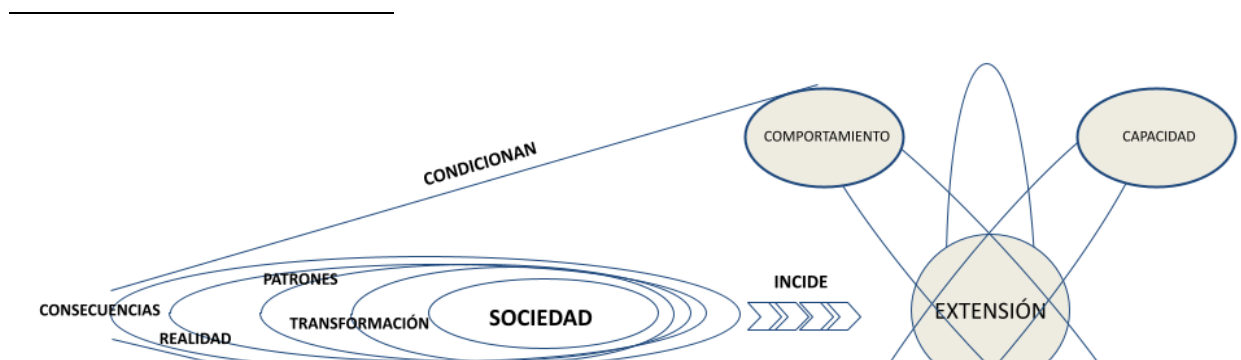 COMPORTAMIENTO
CAPACIDAD
CONDICIONAN
PATRONES
INCIDE
CONSECUENCIAS
EXTENSIÓN
SOCIEDAD
TRANSFORMACIÓN
REALIDAD